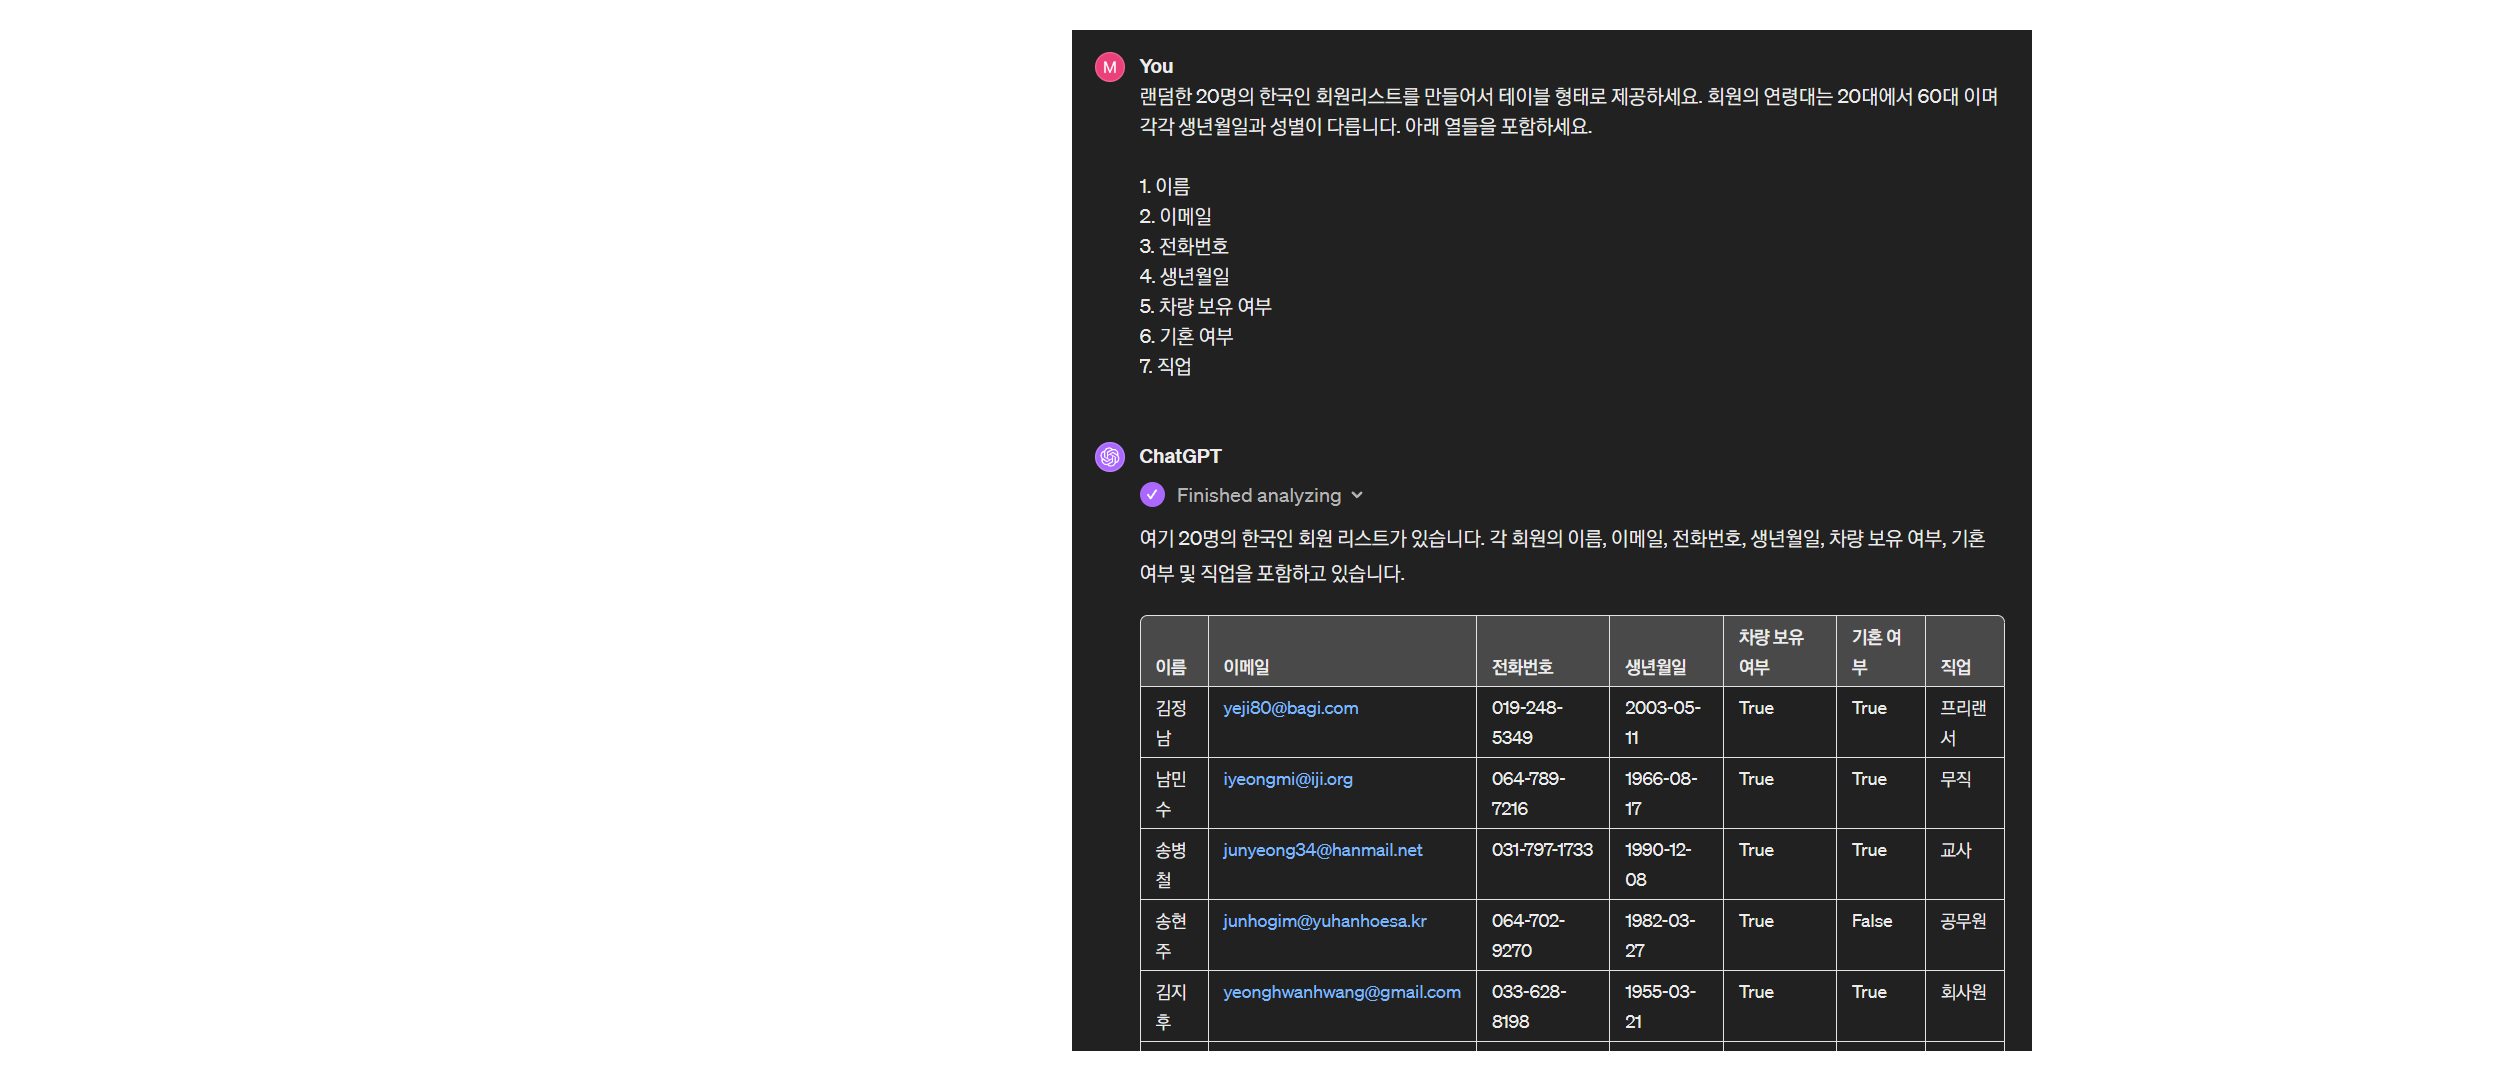 M
You
랜덤한 20명의 한국인 회원리스트를 만들어서 테이블 형태로 제공하세요. 회원의 연령대는 20대에서 60대 이며
각각 생년월일과 성별이 다릅니다. 아래 열들을 포함하세요.
1. 이름
2. 이메일
3. 전화번호
4. 생년월일
5. 차량 보유 여부
6. 기혼 여부
7. 직업
ChatGPT
Finished analyzing
여기 20명의 한국인 회원 리스트가 있습니다. 각 회원의 이름, 이메일, 전화번호, 생년월일, 차량 보유 여부, 기혼
여부 및 직업을 포함하고 있습니다.
차량 보유 기혼 여
이름 이메일 전화번호 생년월일 여부 부 직업
김정 yeji80@bagi.com 019-248- 2003-05- True True 프리랜
남 5349 11 서
남민 iyeongmi@iji.org 064-789- 1966-08- True True 무직
수 7216 17
송병 junyeong34@hanmail.net 031-797-1733 1990-12- True True 교사
철 08
송현 junhogim@yuhanhoesa.kr 064-702- 1982-03- True False 공무원
주 9270 27
김지 yeonghwanhwang@gmail.com 033-628- 1955-03- True True 회사원
후 8198 21